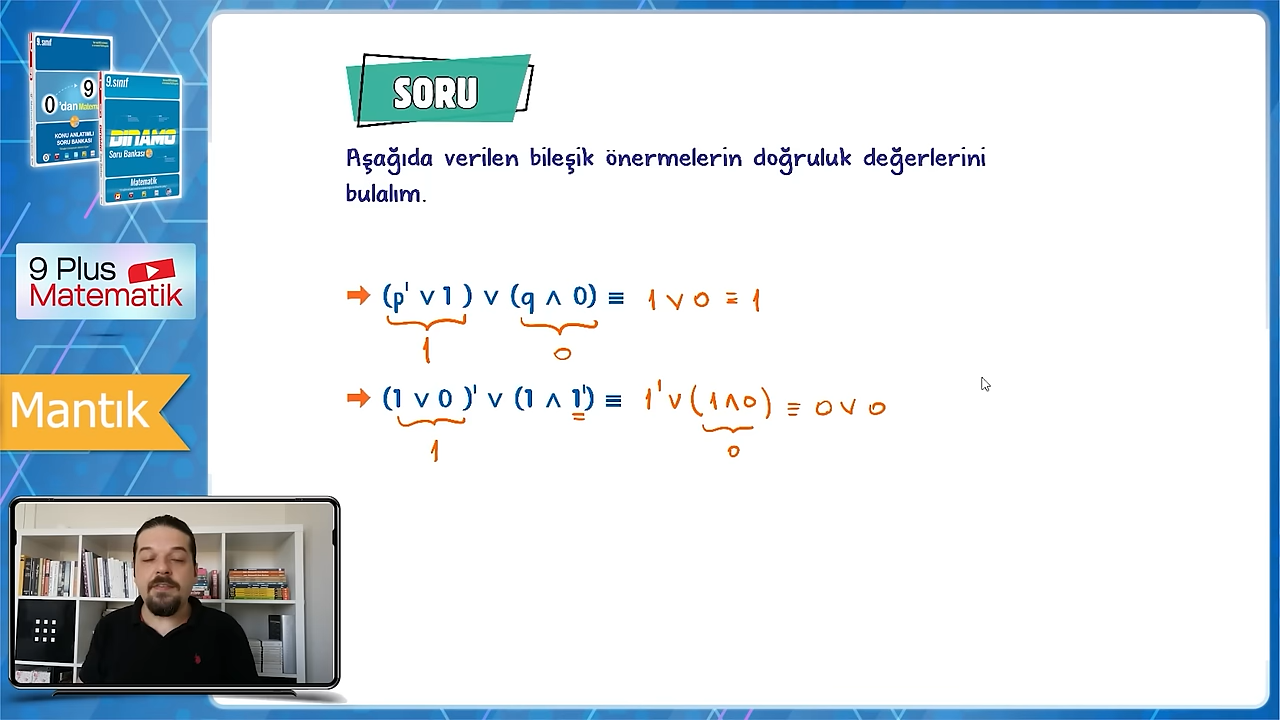 9.sınıf
0'dan
9
Matematik
KONU ANLATIMLI
SORU BANKASI
9.sınıf
DİNAMO
Soru Bankası
Matematik
9 Plus
Matematik
Mantık
SORU
Aşağıda verilen bileşik önermelerin doğruluk değerlerini
bulalım.
(p' ∨ 1 ) ∨ (q ∧ 0) ≡ 1 ∨ 0 ≡ 1
1 0
(1 ∨ 0 )' ∨ (1 ∧ 1') ≡ 1' ∨ (1 ∧ 0) ≡ 0 ∨ 0
1 0